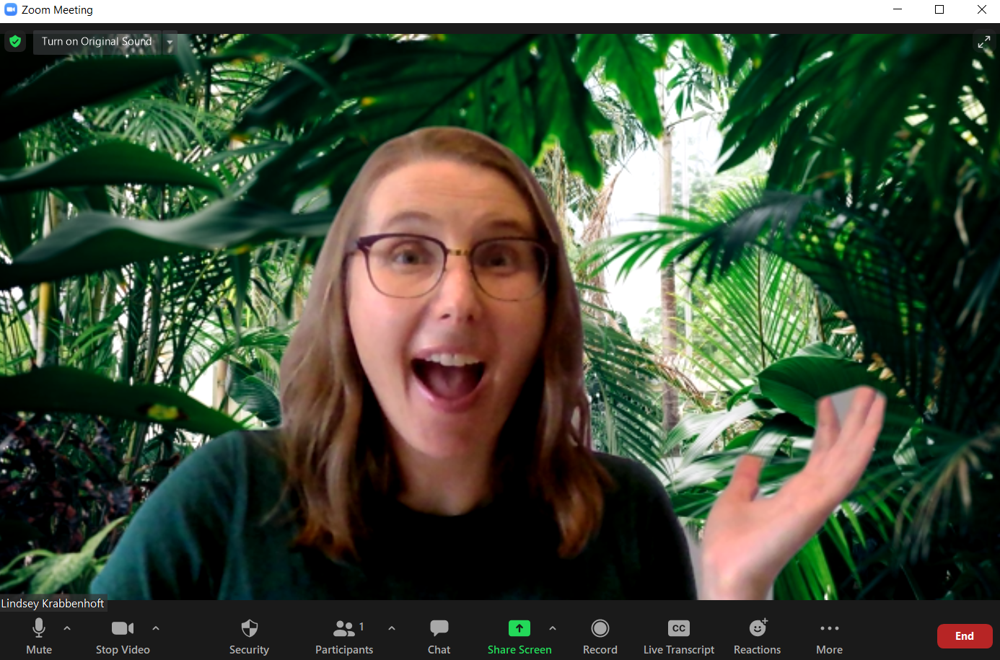 Zoom Meeting
Turn on Original Sound
Lindsey Krabbenhoft
1
CC
Mute
Stop Video
Security
Participants
Chat
Share Screen
Record
Live Transcript
Reactions
More
End